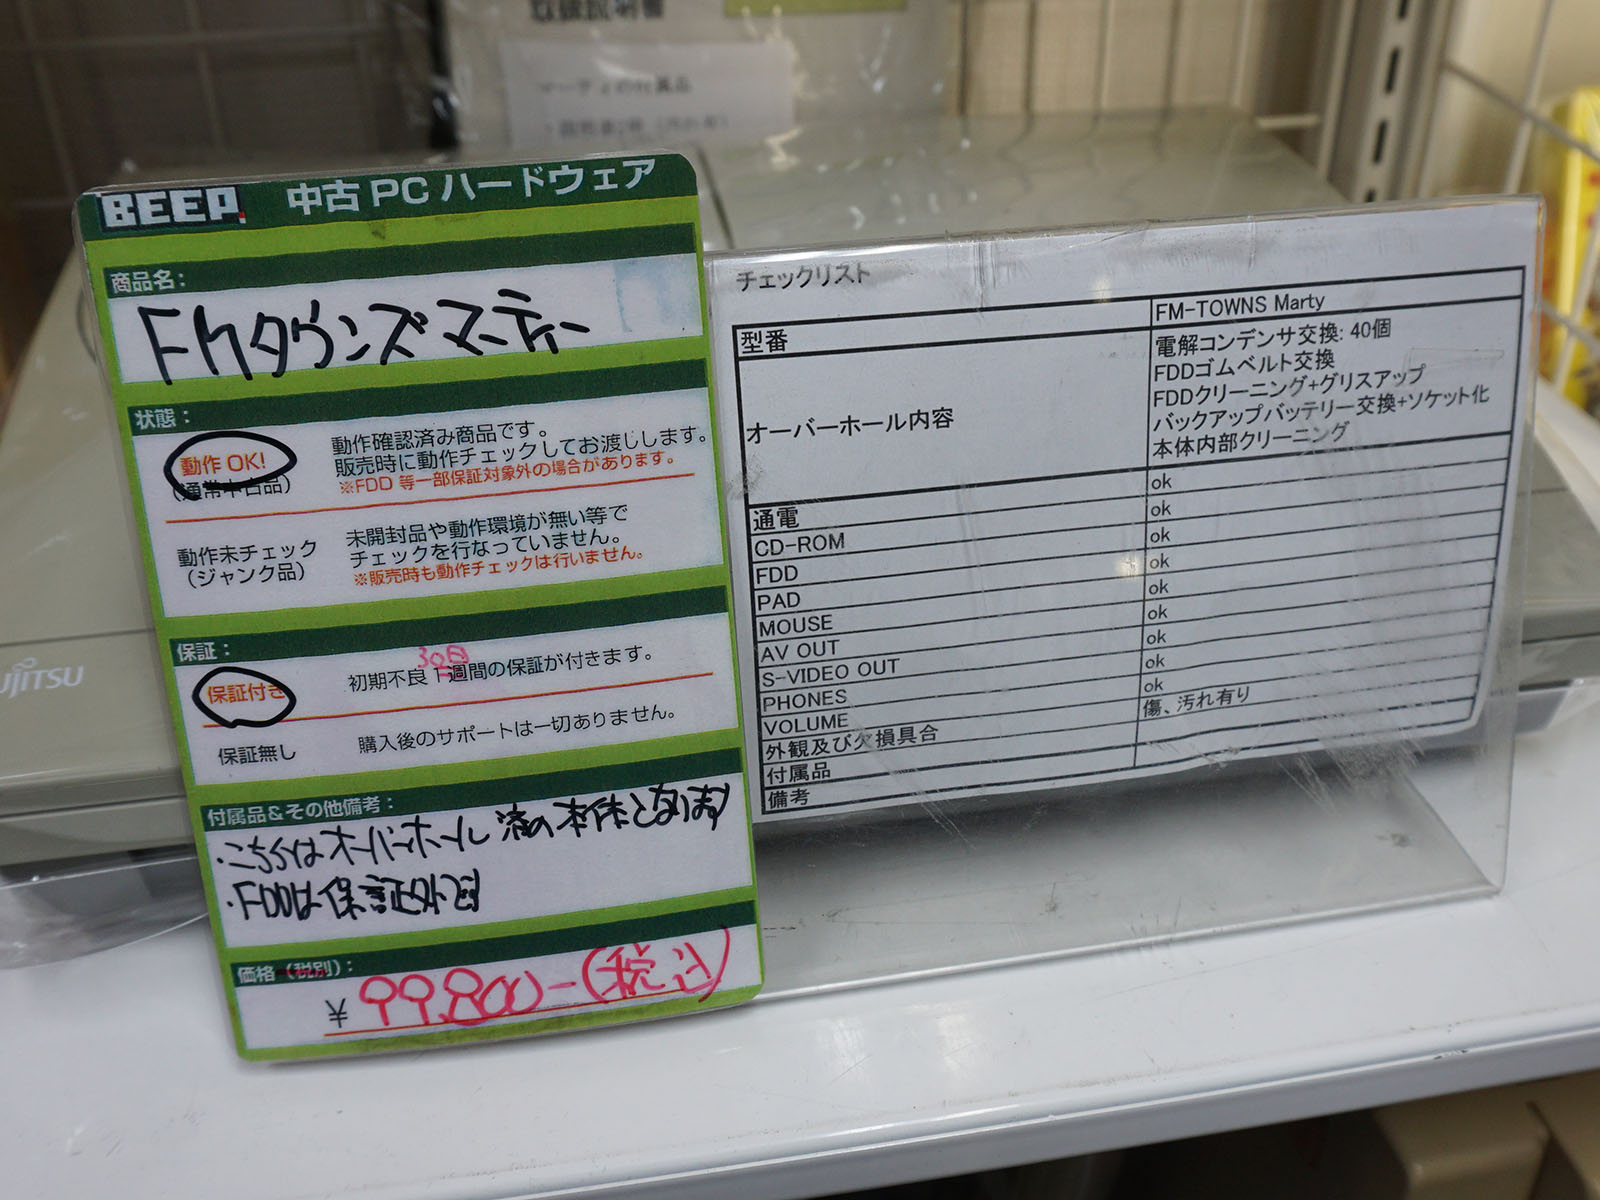 取扱説明書
マーティの付属品
BEEP! 中古PCハードウェア
商品名:
FMタウンズマーティー
状態:
動作OK!
(通常中古品)
動作確認済み商品です。
販売時に動作チェックしてお渡しします。
※FDD 等一部保証対象外の場合があります。
動作未チェック
(ジャンク品)
未開封品や動作環境が無い等で
チェックを行なっていません。
※販売時も動作チェックは行いません。
保証:
保証付き
30日
初期不良1週間の保証が付きます。
保証無し
購入後のサポートは一切ありません。
付属品&その他備考:
・こちらはオーバーホール済の本体となります
・FDDは保証外です
価格(税別):
¥99,800-(税込)
FUJITSU
チェックリスト
型番 FM-TOWNS Marty
オーバーホール内容
電解コンデンサ交換: 40個
FDDゴムベルト交換
FDDクリーニング+グリスアップ
バックアップバッテリー交換+ソケット化
本体内部クリーニング
通電 ok
CD-ROM ok
FDD ok
PAD ok
MOUSE ok
AV OUT ok
S-VIDEO OUT ok
PHONES ok
VOLUME ok
外観及び欠損具合 傷、汚れ有り
付属品
備考